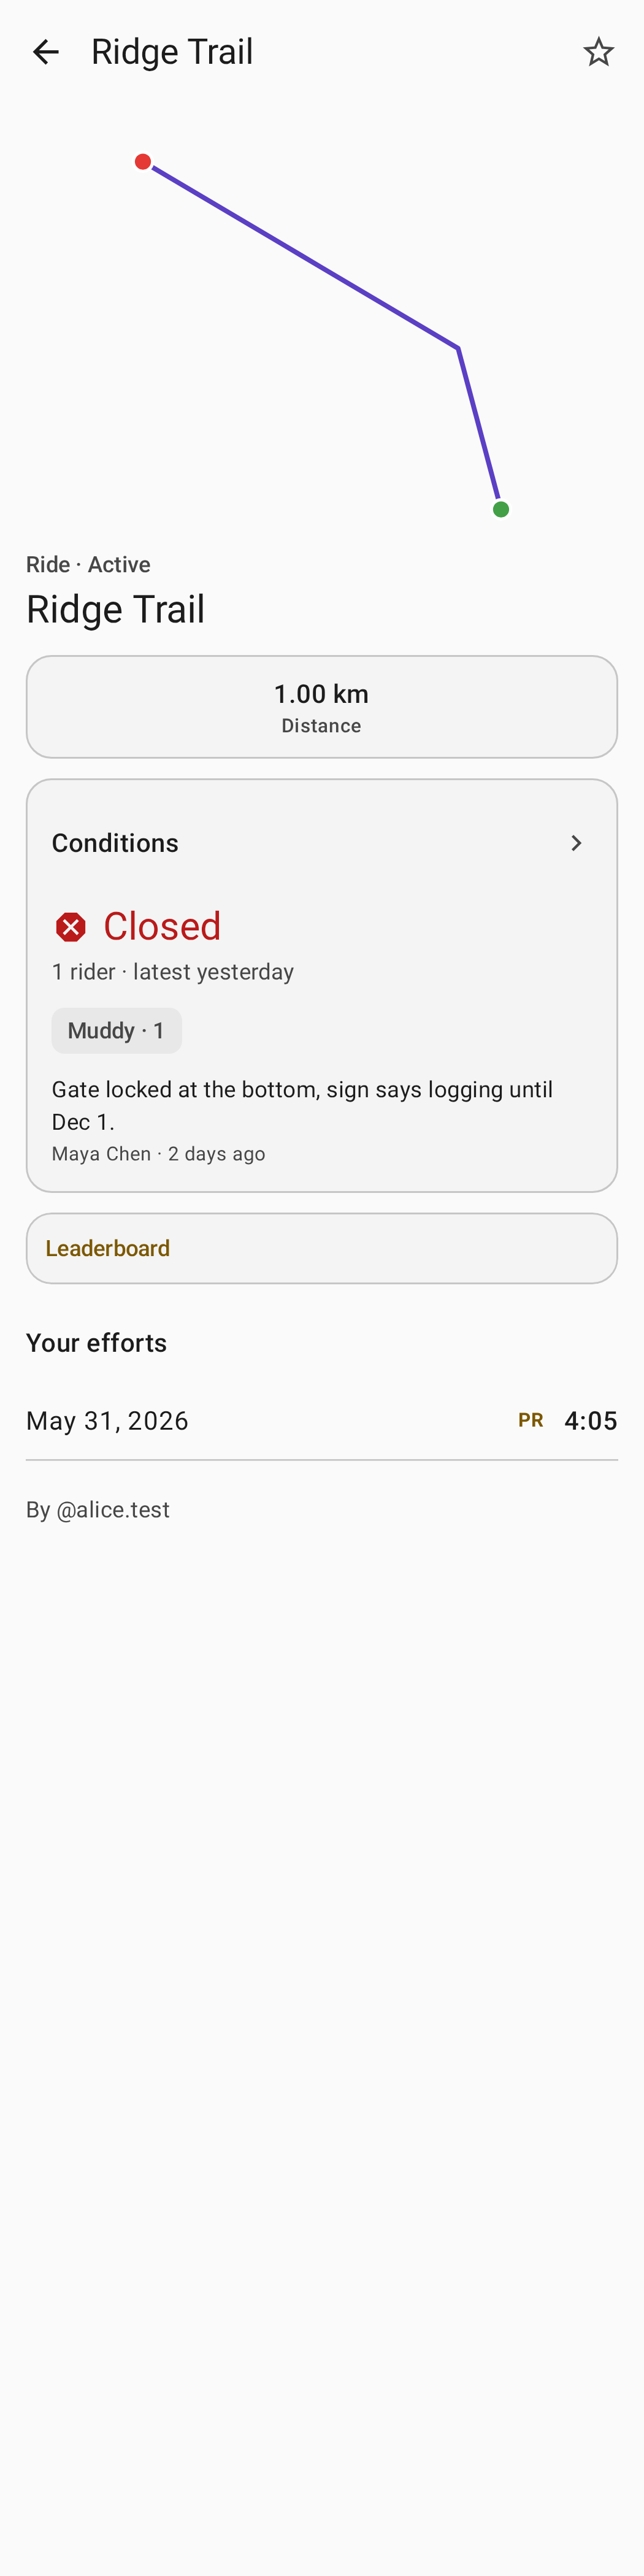 Ridge Trail
Ride · Active
Ridge Trail
1.00 km
Distance
Conditions
Closed
1 rider · latest yesterday
Muddy · 1
Gate locked at the bottom, sign says logging until
Dec 1.
Maya Chen · 2 days ago
Leaderboard
Your efforts
May 31, 2026 PR 4:05
By @alice.test